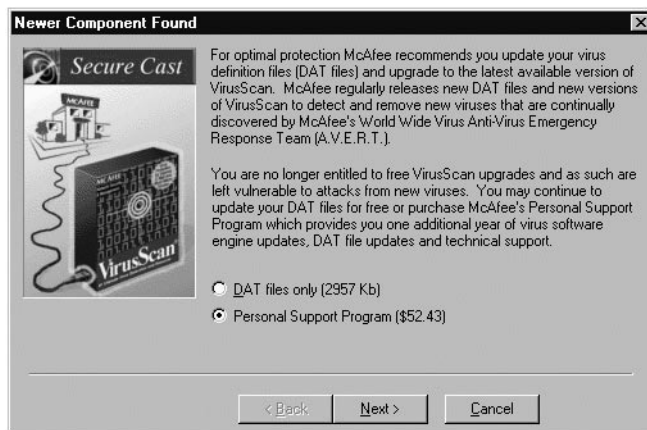 Newer Component Found
Secure Cast
McAFEE
McAFEE
VirusScan
For optimal protection McAfee recommends you update your virus
definition files (DAT files) and upgrade to the latest available version of
VirusScan. McAfee regularly releases new DAT files and new versions
of VirusScan to detect and remove new viruses that are continually
discovered by McAfee's World Wide Virus Anti-Virus Emergency
Response Team (A.V.E.R.T.).
You are no longer entitled to free VirusScan upgrades and as such are
left vulnerable to attacks from new viruses. You may continue to
update your DAT files for free or purchase McAfee's Personal Support
Program which provides you one additional year of virus software
engine updates, DAT file updates and technical support.
DAT files only (2957 Kb)
Personal Support Program ($52.43)
< Back
Next >
Cancel